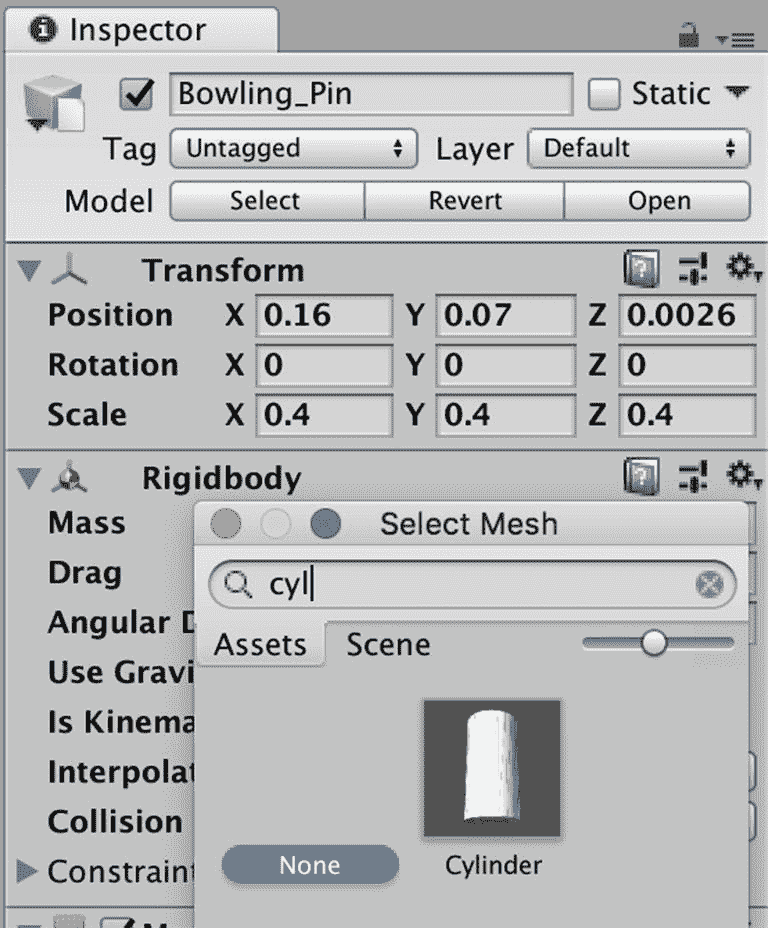 Inspector
Bowling_Pin Static
Tag Untagged Layer Default
Model Select Revert Open
Transform
Position X 0.16 Y 0.07 Z 0.0026
Rotation X 0 Y 0 Z 0
Scale X 0.4 Y 0.4 Z 0.4
Rigidbody
Mass
Select Mesh
Drag
cyl
Angular D
Assets Scene
Use Gravi
Is Kinema
Interpolat
Collision
None Cylinder
Constraint